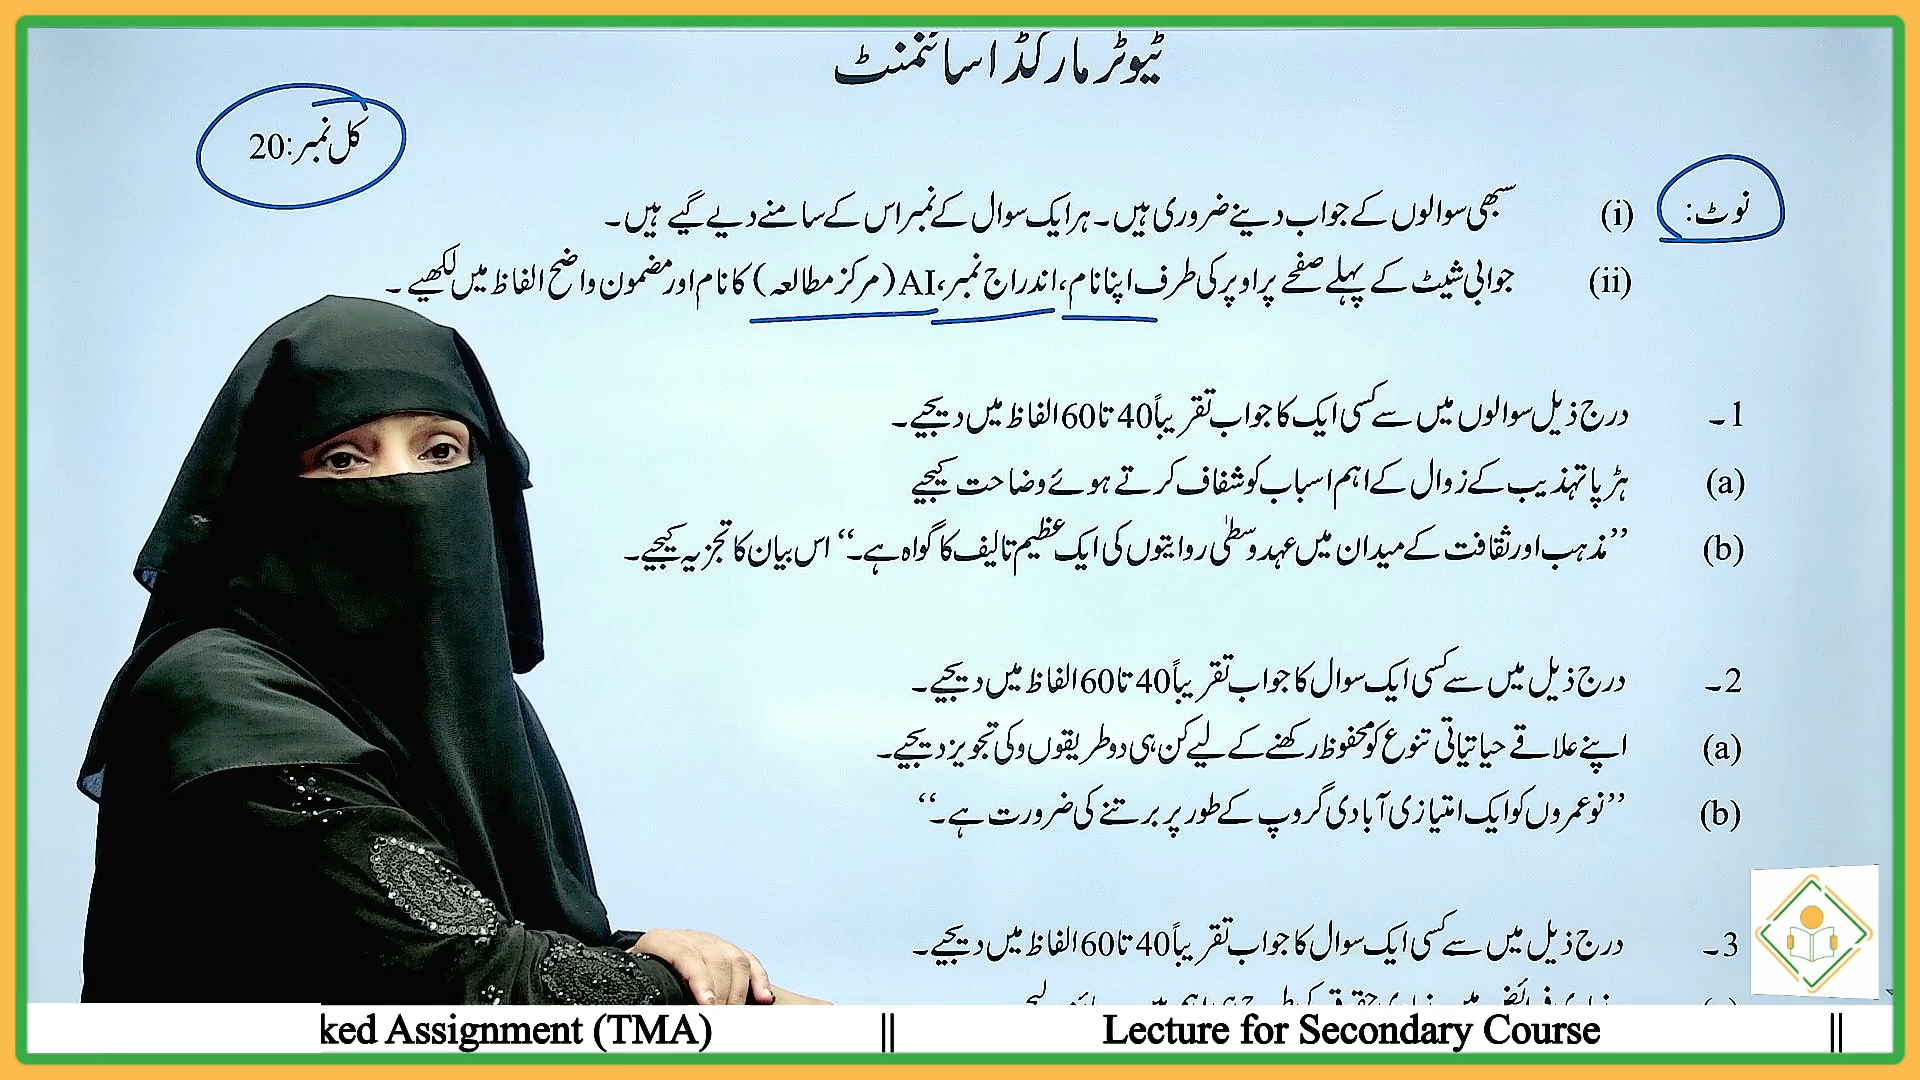 ٹیوٹر مارکڈ اسائنمنٹ
کل نمبر: 20
نوٹ: (i) سبھی سوالوں کے جواب دینے ضروری ہیں۔ ہر ایک سوال کے نمبر اس کے سامنے دیے گیے ہیں۔
(ii) جوابی شیٹ کے پہلے صفحے پر اوپر کی طرف اپنا نام، اندراج نمبر، AI (مرکز مطالعہ) کا نام اور مضمون واضح الفاظ میں لکھیے۔
1۔ درج ذیل سوالوں میں سے کسی ایک کا جواب تقریباً 40 تا 60 الفاظ میں دیجیے۔
(a) ہڑپا تہذیب کے زوال کے اہم اسباب کو شفاف کرتے ہوئے وضاحت کیجیے
(b) ’’مذہب اور ثقافت کے میدان میں عہد وسطیٰ روایتوں کی ایک عظیم تالیف کا گواہ ہے۔‘‘ اس بیان کا تجزیہ کیجیے۔
2۔ درج ذیل میں سے کسی ایک سوال کا جواب تقریباً 40 تا 60 الفاظ میں دیجیے۔
(a) اپنے علاقے حیاتیاتی تنوع کو محفوظ رکھنے کے لیے کن ہی دو طریقوں وکی تجویز دیجیے۔
(b) ’’نوعمروں کو ایک امتیازی آبادی گروپ کے طور پر برتنے کی ضرورت ہے۔‘‘
3۔ درج ذیل میں سے کسی ایک سوال کا جواب تقریباً 40 تا 60 الفاظ میں دیجیے۔
ked Assignment (TMA) || Lecture for Secondary Course ||